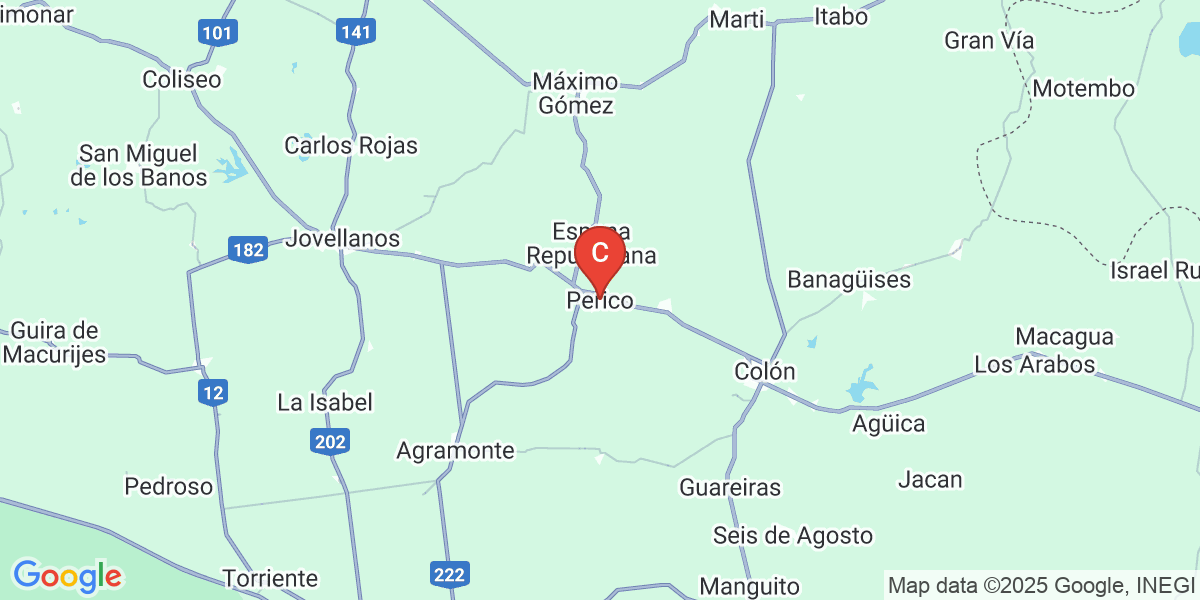 imonar
101
141
Marti
Itabo
Gran Vía
Coliseo
Máximo
Gómez
Motembo
Carlos Rojas
San Miguel
de los Banos
Jovellanos
182
C
Banagüises
Israel Ru
Perico
Guira de
Macurijes
Macagua
Los Arabos
Colón
12
La Isabel
202
Agüica
Agramonte
Pedroso
Guareiras
Jacan
Seis de Agosto
222
Torriente
Manguito
Google
Map data ©2025 Google, INEGI